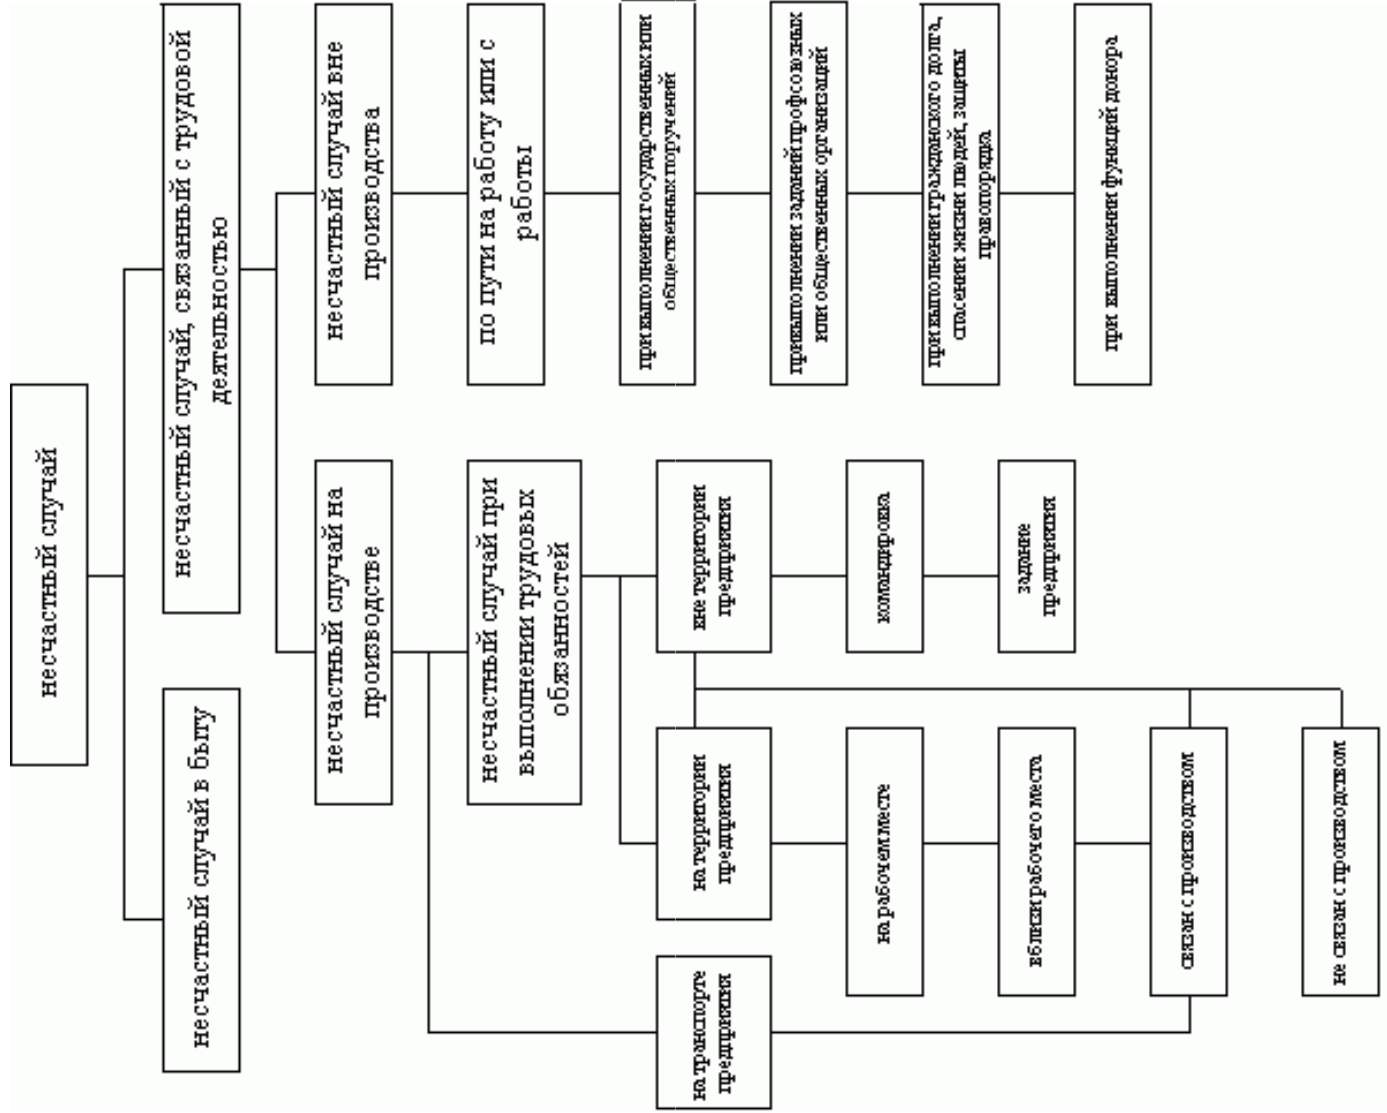 несчастный случай
несчастный случай в быту
несчастный случай, связанный с трудовой
деятельностью
несчастный случай на
производстве
несчастный случай вне
производства
несчастный случай при
выполнении трудовых
обязанностей
по пути на работу или с
работы
на транспорте
предприятия
на территории
предприятия
вне территории
предприятия
при выполнении государственных или
общественных поручений
при выполнении заданий профсоюзных
или общественных организаций
на рабочем месте
командировка
при выполнении гражданского долга,
спасении жизни людей, защиты
правопорядка
вблизи рабочего места
задание
предприятия
при выполнении функций донора
связан с производством
не связан с производством